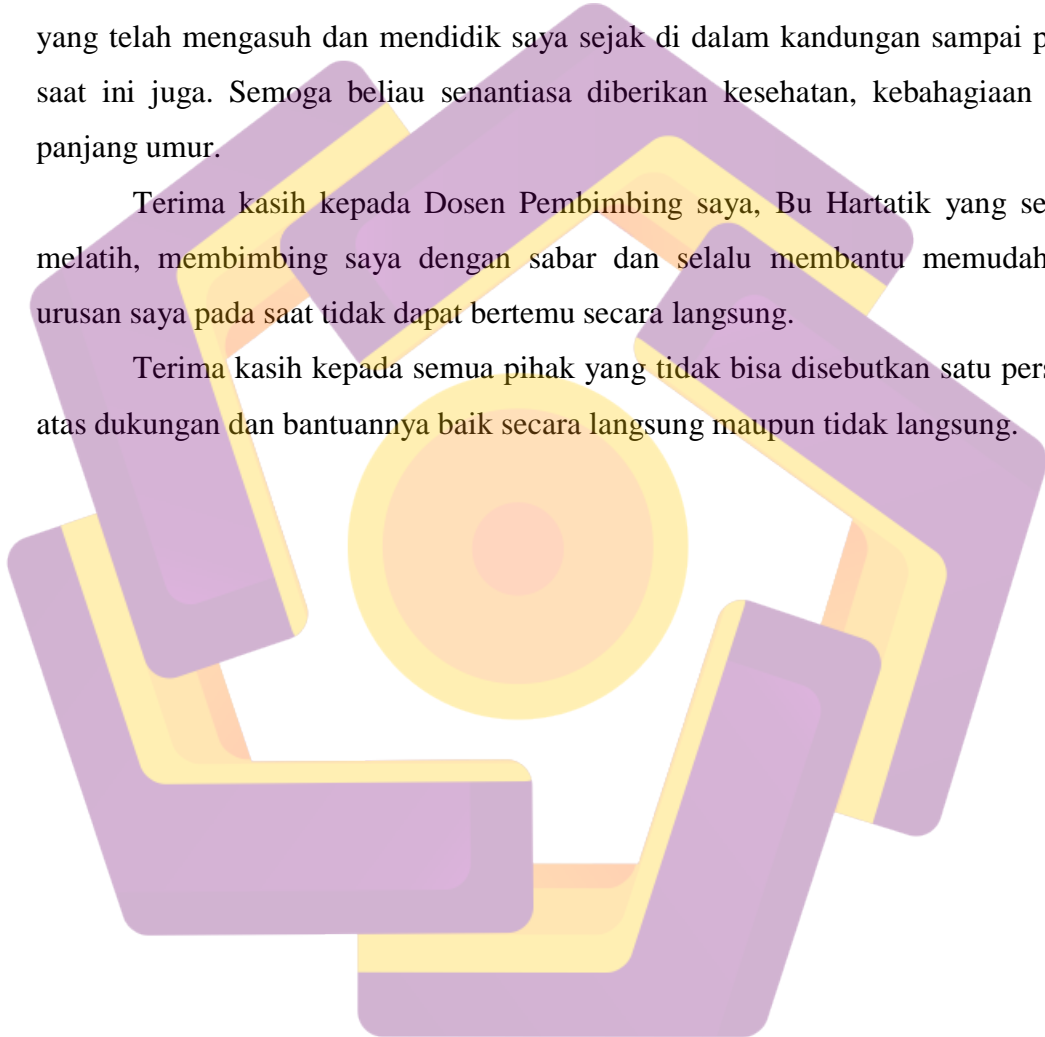 yang telah mengasuh dan mendidik saya sejak di dalam kandungan sampai p
saat ini juga. Semoga beliau senantiasa diberikan kesehatan, kebahagiaan
panjang umur.
Terima kasih kepada Dosen Pembimbing saya, Bu Hartatik yang se
melatih, membimbing saya dengan sabar dan selalu membantu memudah
urusan saya pada saat tidak dapat bertemu secara langsung.
Terima kasih kepada semua pihak yang tidak bisa disebutkan satu pers
atas dukungan dan bantuannya baik secara langsung maupun tidak langsung.